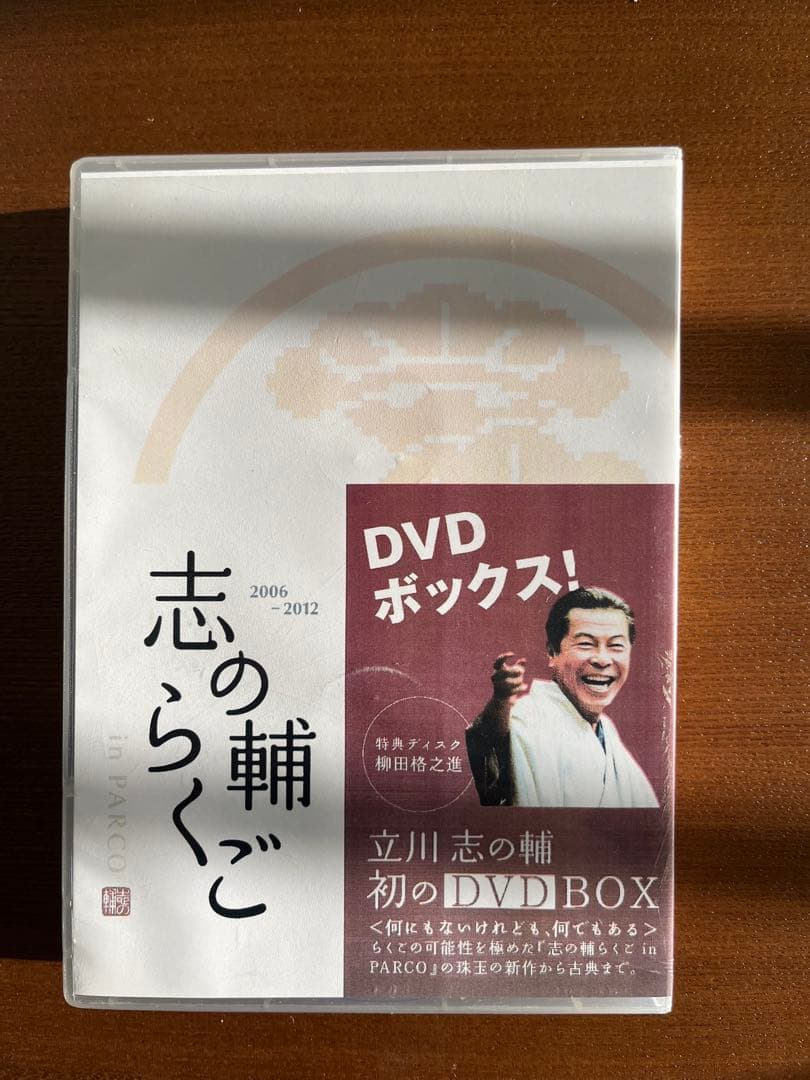 志の輔らくご
2006
-2012
in PARCO
志の輔
DVD
ボックス!
特典ディスク
柳田格之進
立川 志の輔
初の DVD BOX
<何にもないけれども、何でもある>
らくごの可能性を極めた『志の輔らくご in
PARCO』の珠玉の新作から古典まで。